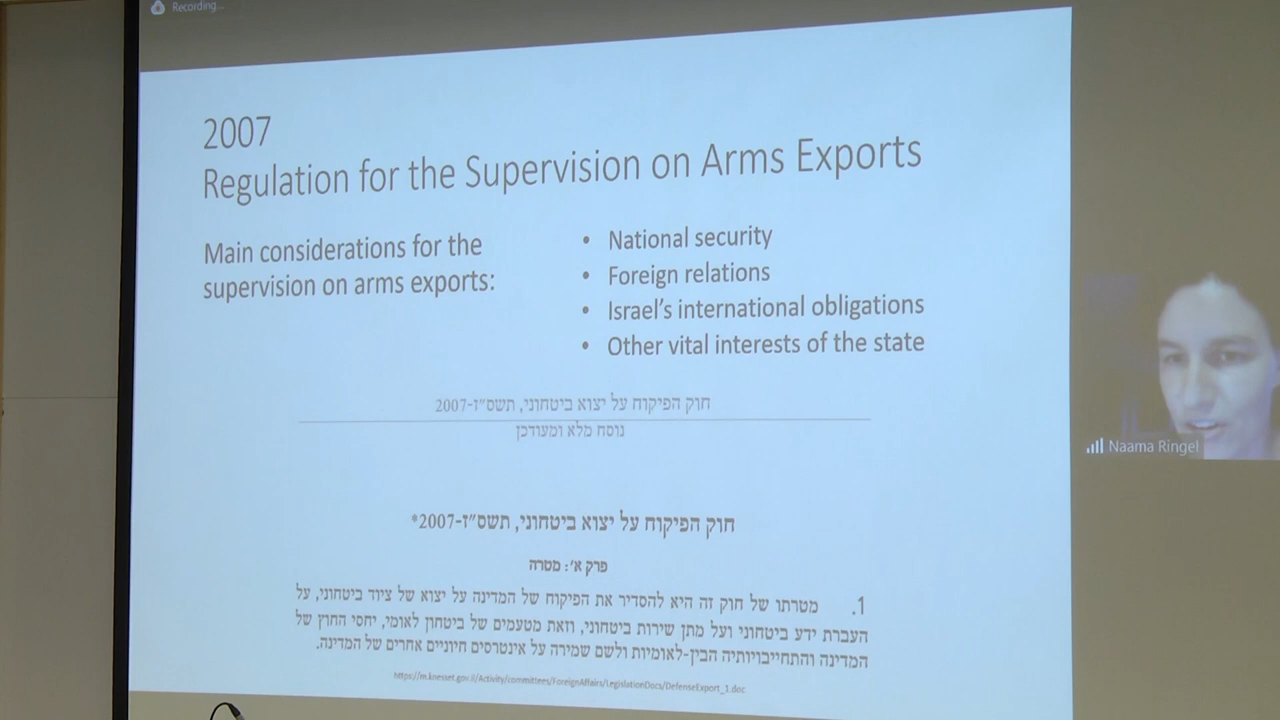 Recording...
2007
Regulation for the Supervision on Arms Exports
Main considerations for the
supervision on arms exports:
• National security
• Foreign relations
• Israel's international obligations
• Other vital interests of the state
חוק הפיקוח על יצוא ביטחוני, תשס"ז-2007
נוסח מלא ומעודכן
חוק הפיקוח על יצוא ביטחוני, תשס"ז-2007*
פרק א': מטרה
1. מטרתו של חוק זה היא להסדיר את הפיקוח של המדינה על יצוא של ציוד ביטחוני, על
העברת ידע ביטחוני ועל מתן שירות ביטחוני, וזאת מטעמים של ביטחון לאומי, יחסי החוץ של
המדינה והתחייבויותיה הבין-לאומיות ולשם שמירה על אינטרסים חיוניים אחרים של המדינה.
https://m.knesset.gov.il/Activity/committees/ForeignAffairs/LegislationDocs/DefenseExport_1.doc
Naama Ringel